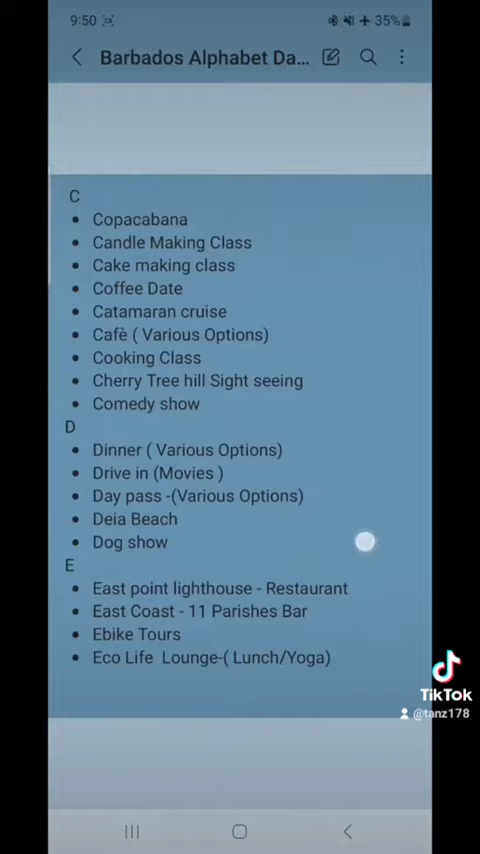 9:50
35%
Barbados Alphabet Da...
C
Copacabana
Candle Making Class
Cake making class
Coffee Date
Catamaran cruise
Cafè ( Various Options)
Cooking Class
Cherry Tree hill Sight seeing
Comedy show
D
Dinner ( Various Options)
Drive in (Movies )
Day pass -(Various Options)
Deia Beach
Dog show
E
East point lighthouse - Restaurant
East Coast - 11 Parishes Bar
Ebike Tours
Eco Life Lounge-( Lunch/Yoga)
TikTok
@tanz178